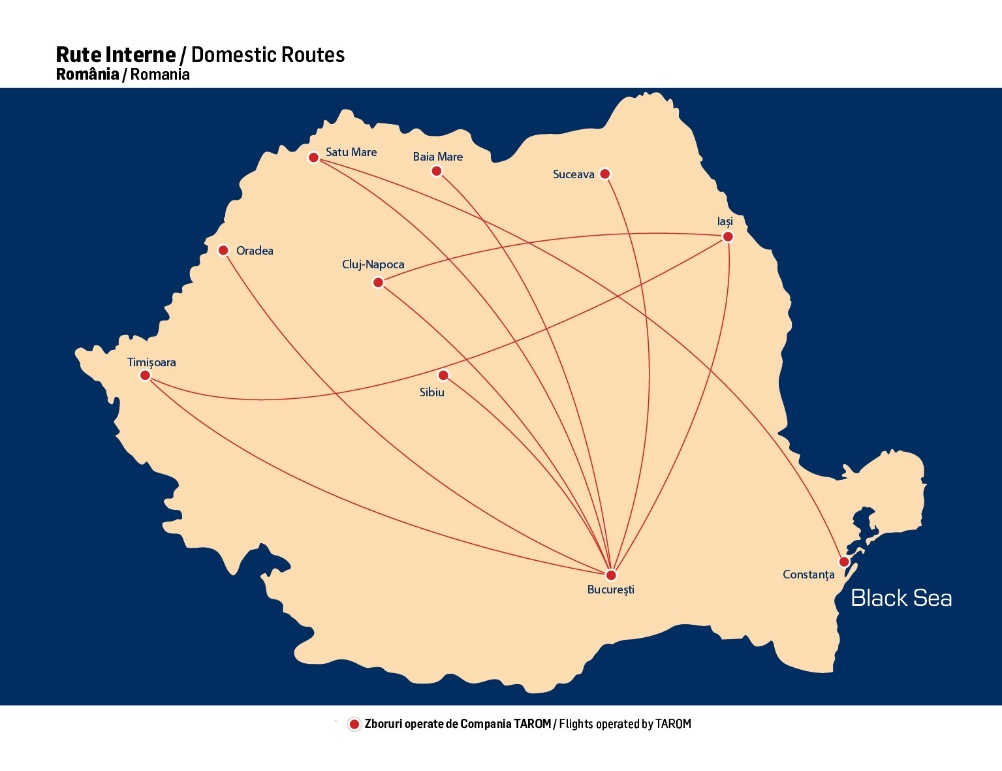 Rute Interne / Domestic Routes
România / Romania
Satu Mare
Baia Mare
Suceava
Iași
Oradea
Cluj-Napoca
Timișoara
Sibiu
Constanța
București
Black Sea
Zboruri operate de Compania TAROM / Flights operated by TAROM